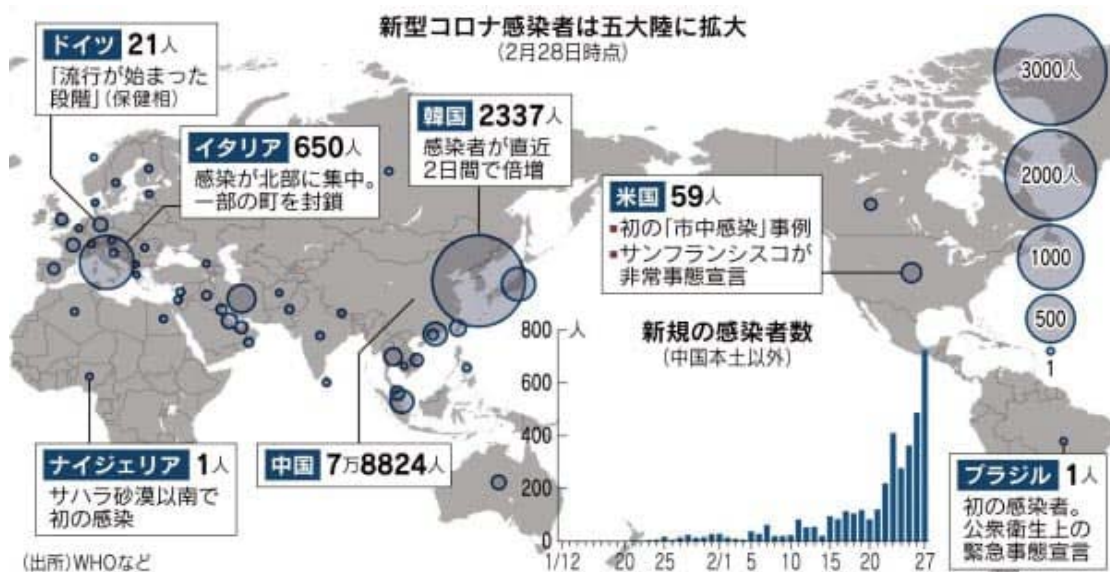 新型コロナ感染者は五大陸に拡大
(2月28日時点)
ドイツ 21人
「流行が始まった
段階」(保健相)
イタリア 650人
感染が北部に集中。
一部の町を封鎖
韓国 2337人
感染者が直近
2日間で倍増
米国 59人
▪初の「市中感染」事例
▪サンフランシスコが
非常事態宣言
3000人
2000人
1000
500
1
ナイジェリア 1人
サハラ砂漠以南で
初の感染
中国 7万8824人
新規の感染者数
(中国本土以外)
800 人
600
400
200
0
1/12 20 25 2/1 5 10 15 20 27
ブラジル 1人
初の感染者。
公衆衛生上の
緊急事態宣言
(出所)WHOなど